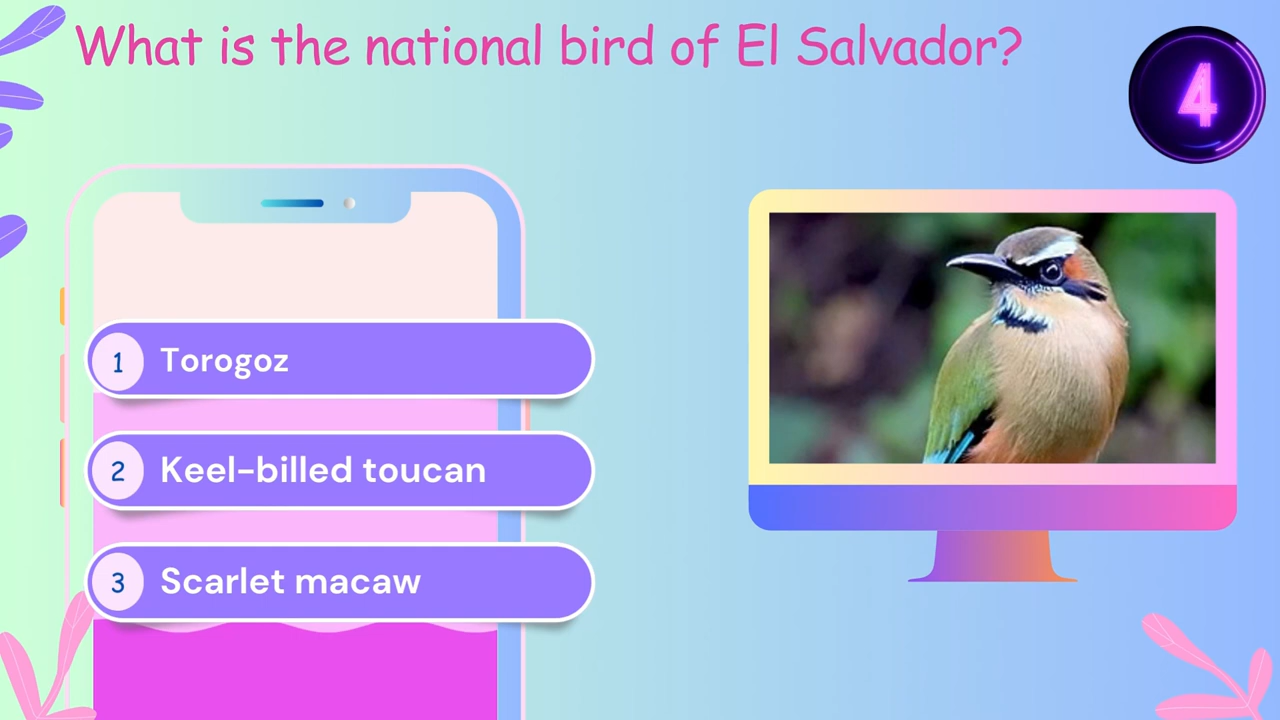 What is the national bird of El Salvador?
4
1 Torogoz
2 Keel-billed toucan
3 Scarlet macaw